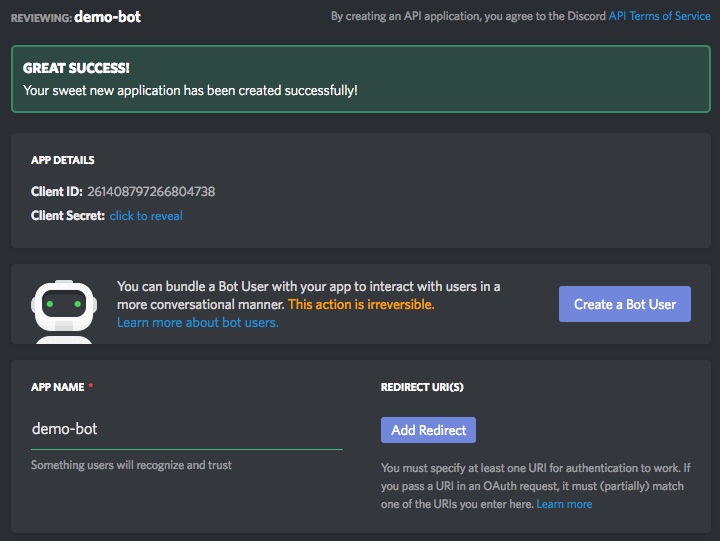 REVIEWING: demo-bot
By creating an API application, you agree to the Discord API Terms of Service
GREAT SUCCESS!
Your sweet new application has been created successfully!
APP DETAILS
Client ID: 261408797266804738
Client Secret: click to reveal
You can bundle a Bot User with your app to interact with users in a
more conversational manner. This action is irreversible.
Learn more about bot users.
Create a Bot User
APP NAME *
demo-bot
Something users will recognize and trust
REDIRECT URI(S)
Add Redirect
You must specify at least one URI for authentication to work. If
you pass a URI in an OAuth request, it must (partially) match
one of the URIs you enter here. Learn more